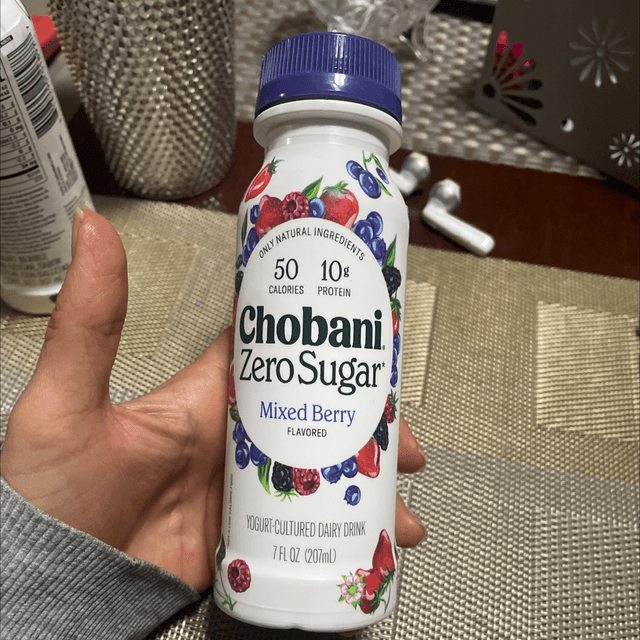 ONLY NATURAL INGREDIENTS
50 10g
CALORIES PROTEIN
Chobani®
Zero Sugar*
Mixed Berry
FLAVORED
YOGURT-CULTURED DAIRY DRINK
7 FL OZ (207mL)